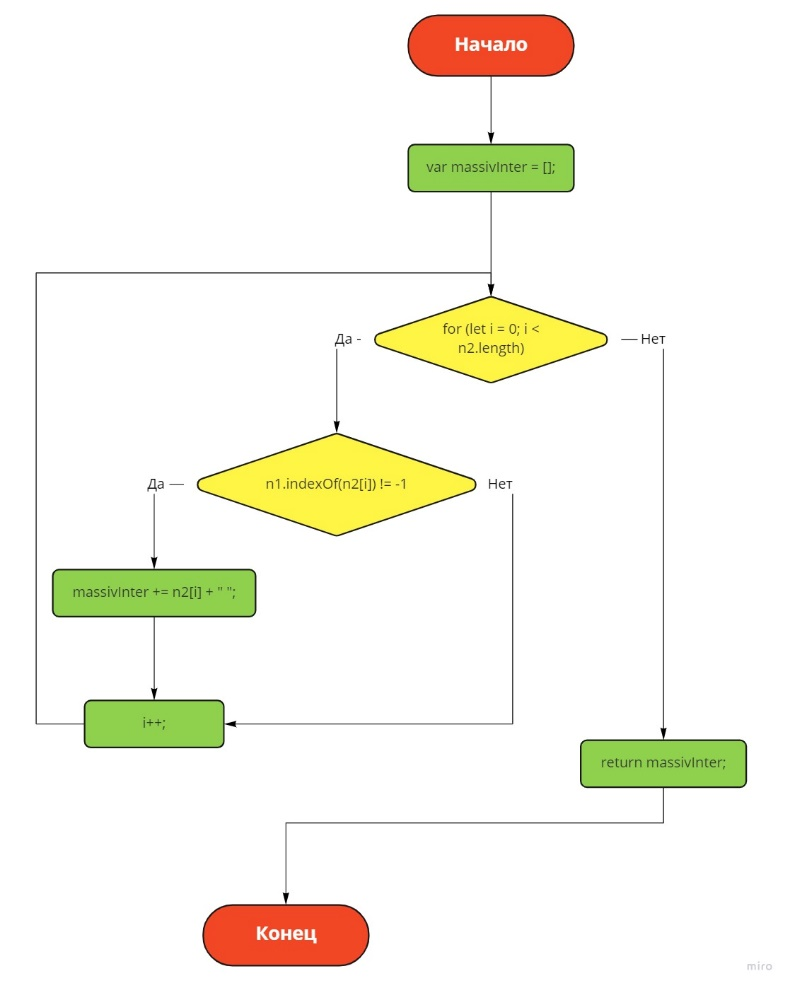 Начало
var massivInter = [];
for (let i = 0; i <
n2.length)
Да -
— Нет
n1.indexOf(n2[i]) != -1
Да —
Нет
massivInter += n2[i] + " ";
i++;
return massivInter;
Конец
miro